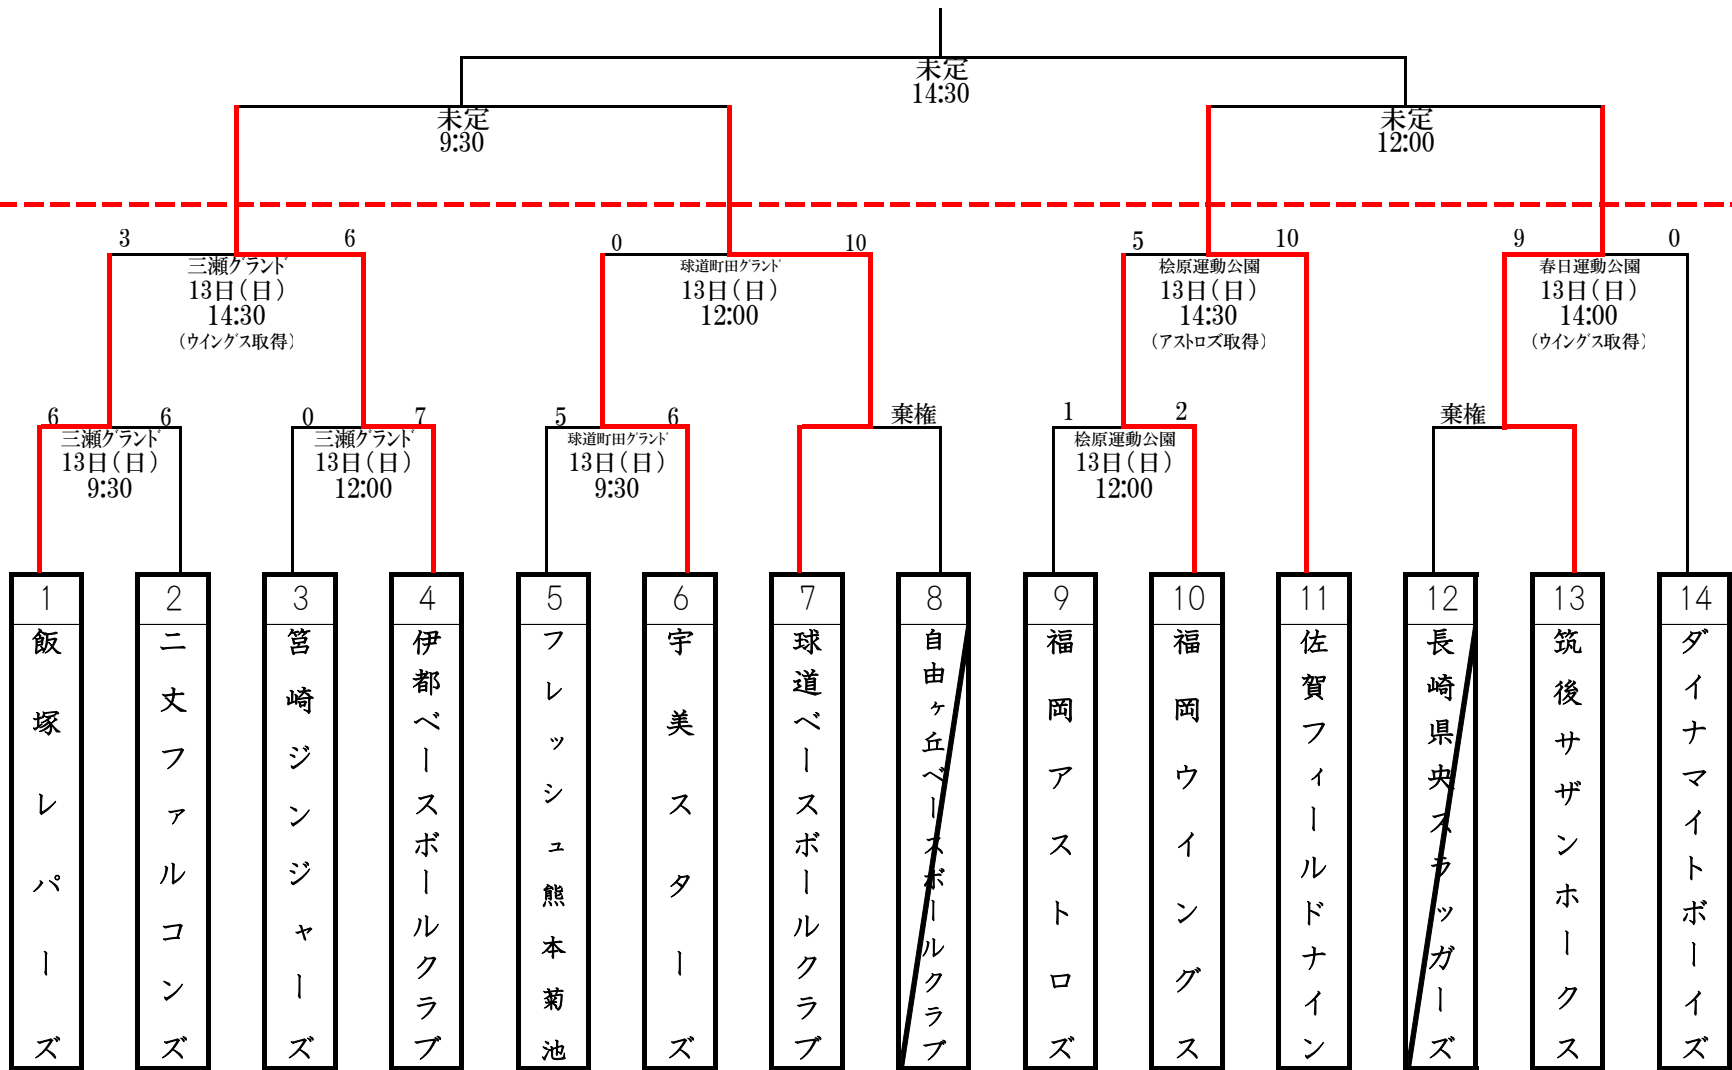 未定
14:30
未定
9:30
未定
12:00
3 6
三瀬グランド
13日(日)
14:30
(ウイングス取得)
0 10
球道町田グランド
13日(日)
12:00
5 10
桧原運動公園
13日(日)
14:30
(アストロズ取得)
9 0
春日運動公園
13日(日)
14:00
(ウイングス取得)
6 6
三瀬グランド
13日(日)
9:30
0 7
三瀬グランド
13日(日)
12:00
5 6
球道町田グランド
13日(日)
9:30
棄権
1 2
桧原運動公園
13日(日)
12:00
棄権
1
飯塚レパーズ
2
二丈ファルコンズ
3
筥崎ジンジャーズ
4
伊都ベースボールクラブ
5
フレッシュ熊本菊池
6
宇美スターズ
7
球道ベースボールクラブ
8
自由ヶ丘ベースボールクラブ
9
福岡アストロズ
10
福岡ウイングス
11
佐賀フィールドナイン
12
長崎県央スラッガーズ
13
筑後サザンホークス
14
ダイナマイトボーイズ